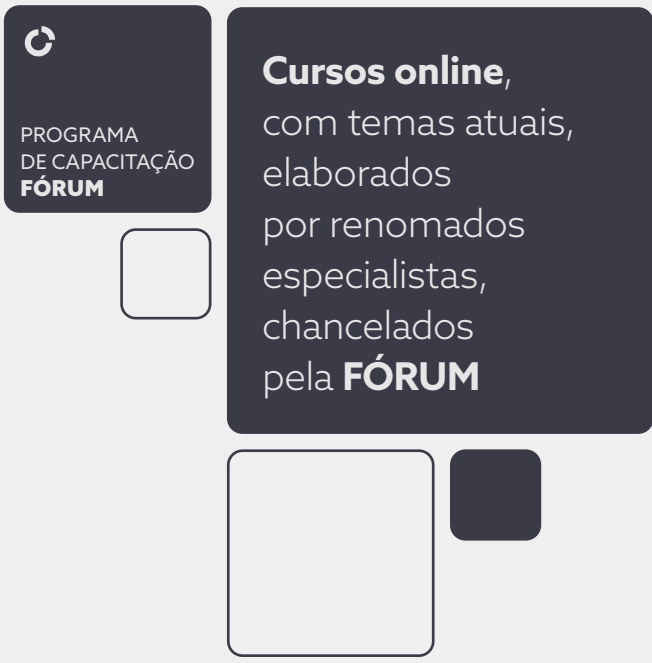 PROGRAMA
DE CAPACITAÇÃO
FÓRUM
Cursos online,
com temas atuais,
elaborados
por renomados
especialistas,
chancelados
pela FÓRUM